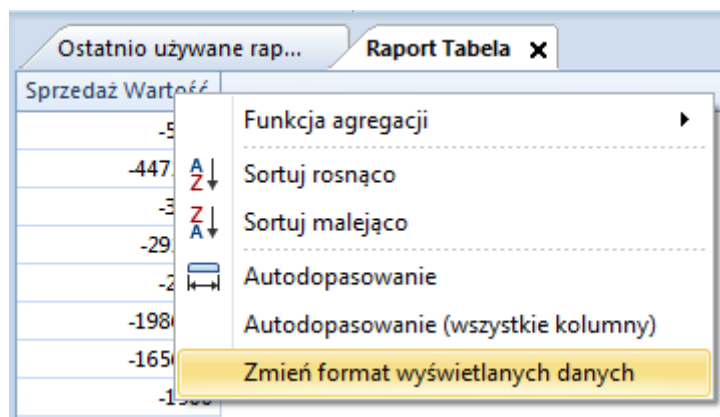 Ostatnio używane rap...
Raport Tabela
Sprzedaż Wartość
Funkcja agregacji
Sortuj rosnąco
Sortuj malejąco
Autodopasowanie
Autodopasowanie (wszystkie kolumny)
Zmień format wyświetlanych danych